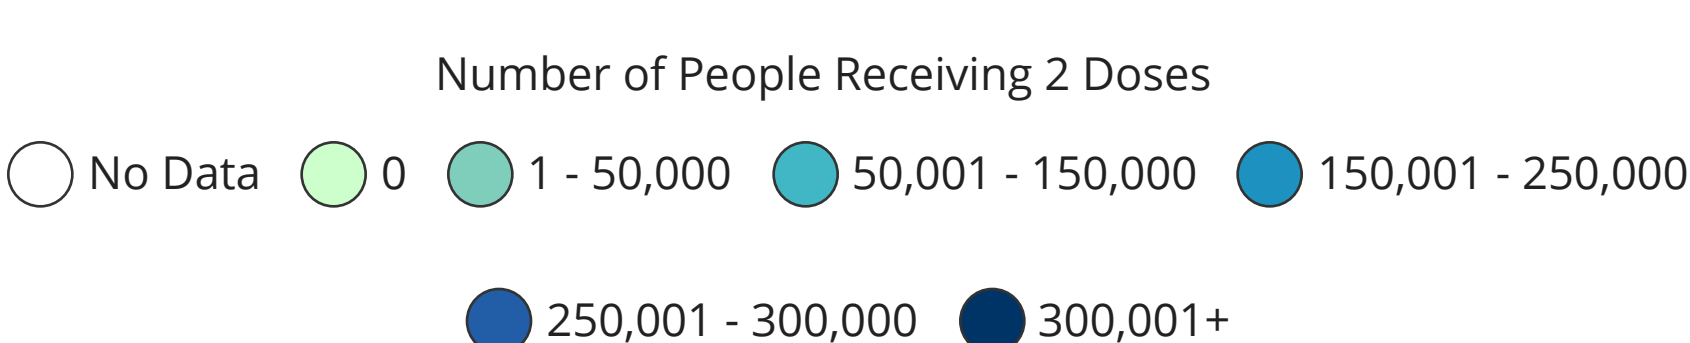 Number of People Receiving 2 Doses
No Data 0 1 - 50,000 50,001 - 150,000 150,001 - 250,000
250,001 - 300,000 300,001+